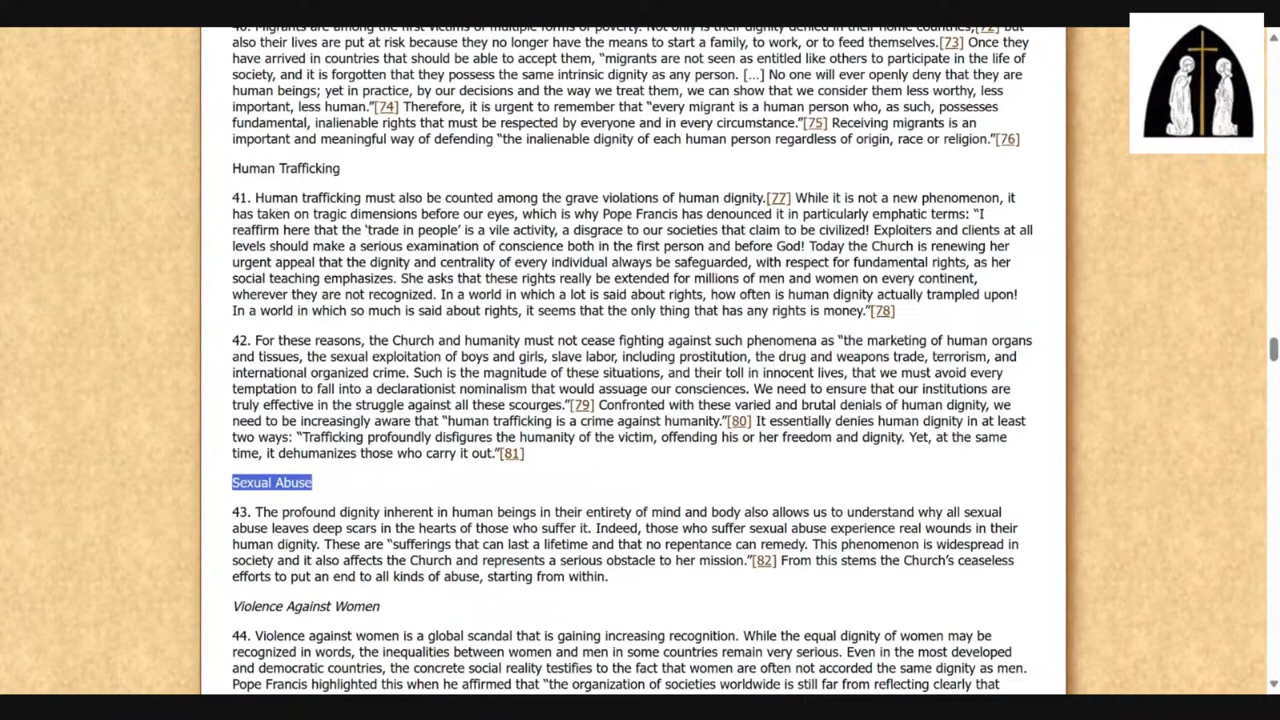 40. Migrants are among the first victims of multiple forms of poverty. Not only is their dignity denied in their home countries,[72] but
also their lives are put at risk because they no longer have the means to start a family, to work, or to feed themselves.[73] Once they
have arrived in countries that should be able to accept them, “migrants are not seen as entitled like others to participate in the life of
society, and it is forgotten that they possess the same intrinsic dignity as any person. [...] No one will ever openly deny that they are
human beings; yet in practice, by our decisions and the way we treat them, we can show that we consider them less worthy, less
important, less human.”[74] Therefore, it is urgent to remember that “every migrant is a human person who, as such, possesses
fundamental, inalienable rights that must be respected by everyone and in every circumstance.”[75] Receiving migrants is an
important and meaningful way of defending “the inalienable dignity of each human person regardless of origin, race or religion.”[76]
Human Trafficking
41. Human trafficking must also be counted among the grave violations of human dignity.[77] While it is not a new phenomenon, it
has taken on tragic dimensions before our eyes, which is why Pope Francis has denounced it in particularly emphatic terms: “I
reaffirm here that the ‘trade in people’ is a vile activity, a disgrace to our societies that claim to be civilized! Exploiters and clients at all
levels should make a serious examination of conscience both in the first person and before God! Today the Church is renewing her
urgent appeal that the dignity and centrality of every individual always be safeguarded, with respect for fundamental rights, as her
social teaching emphasizes. She asks that these rights really be extended for millions of men and women on every continent,
wherever they are not recognized. In a world in which a lot is said about rights, how often is human dignity actually trampled upon!
In a world in which so much is said about rights, it seems that the only thing that has any rights is money.”[78]
42. For these reasons, the Church and humanity must not cease fighting against such phenomena as “the marketing of human organs
and tissues, the sexual exploitation of boys and girls, slave labor, including prostitution, the drug and weapons trade, terrorism, and
international organized crime. Such is the magnitude of these situations, and their toll in innocent lives, that we must avoid every
temptation to fall into a declarationist nominalism that would assuage our consciences. We need to ensure that our institutions are
truly effective in the struggle against all these scourges.”[79] Confronted with these varied and brutal denials of human dignity, we
need to be increasingly aware that “human trafficking is a crime against humanity.”[80] It essentially denies human dignity in at least
two ways: “Trafficking profoundly disfigures the humanity of the victim, offending his or her freedom and dignity. Yet, at the same
time, it dehumanizes those who carry it out.”[81]
Sexual Abuse
43. The profound dignity inherent in human beings in their entirety of mind and body also allows us to understand why all sexual
abuse leaves deep scars in the hearts of those who suffer it. Indeed, those who suffer sexual abuse experience real wounds in their
human dignity. These are “sufferings that can last a lifetime and that no repentance can remedy. This phenomenon is widespread in
society and it also affects the Church and represents a serious obstacle to her mission.”[82] From this stems the Church’s ceaseless
efforts to put an end to all kinds of abuse, starting from within.
Violence Against Women
44. Violence against women is a global scandal that is gaining increasing recognition. While the equal dignity of women may be
recognized in words, the inequalities between women and men in some countries remain very serious. Even in the most developed
and democratic countries, the concrete social reality testifies to the fact that women are often not accorded the same dignity as men.
Pope Francis highlighted this when he affirmed that “the organization of societies worldwide is still far from reflecting clearly that